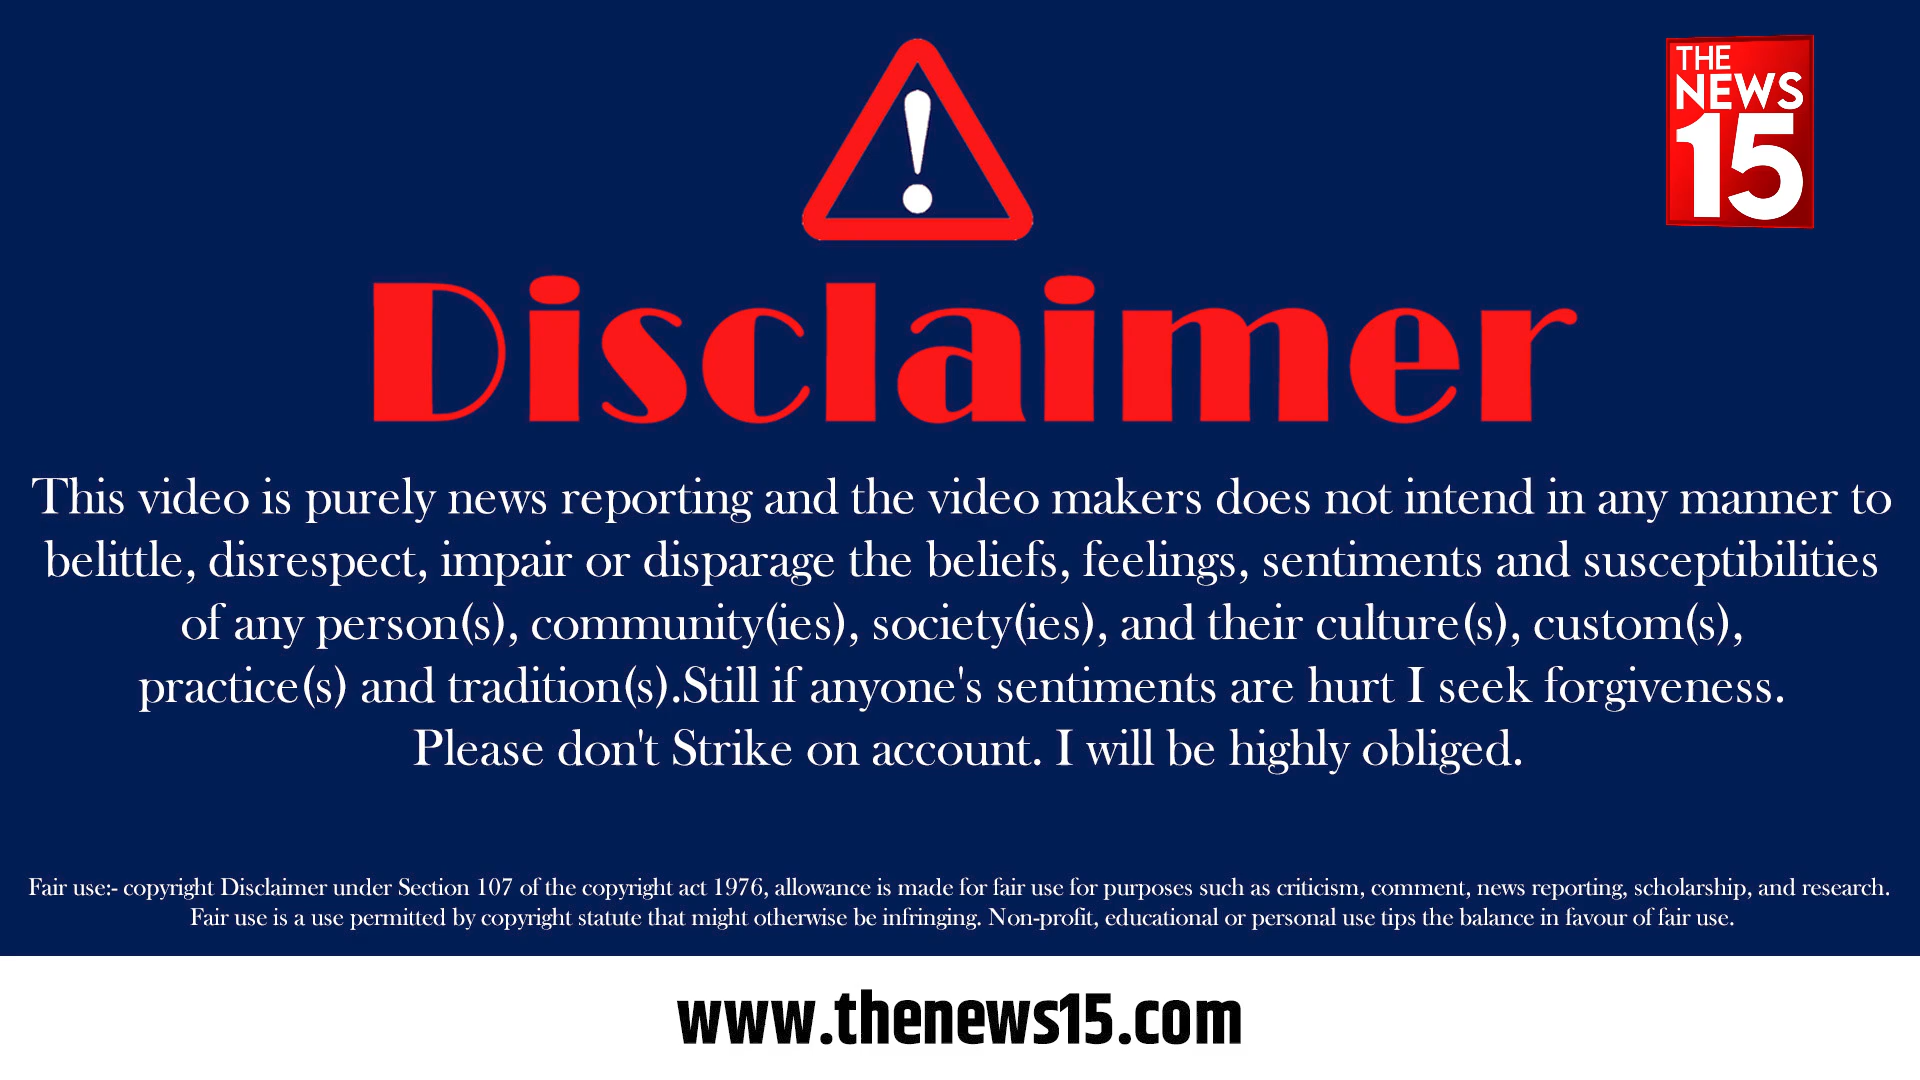 THE
NEWS
15
Disclaimer
This video is purely news reporting and the video makers does not intend in any manner to
belittle, disrespect, impair or disparage the beliefs, feelings, sentiments and susceptibilities
of any person(s), community(ies), society(ies), and their culture(s), custom(s),
practice(s) and tradition(s).Still if anyone's sentiments are hurt I seek forgiveness.
Please don't Strike on account. I will be highly obliged.
Fair use:- copyright Disclaimer under Section 107 of the copyright act 1976, allowance is made for fair use for purposes such as criticism, comment, news reporting, scholarship, and research.
Fair use is a use permitted by copyright statute that might otherwise be infringing. Non-profit, educational or personal use tips the balance in favour of fair use.
www.thenews15.com